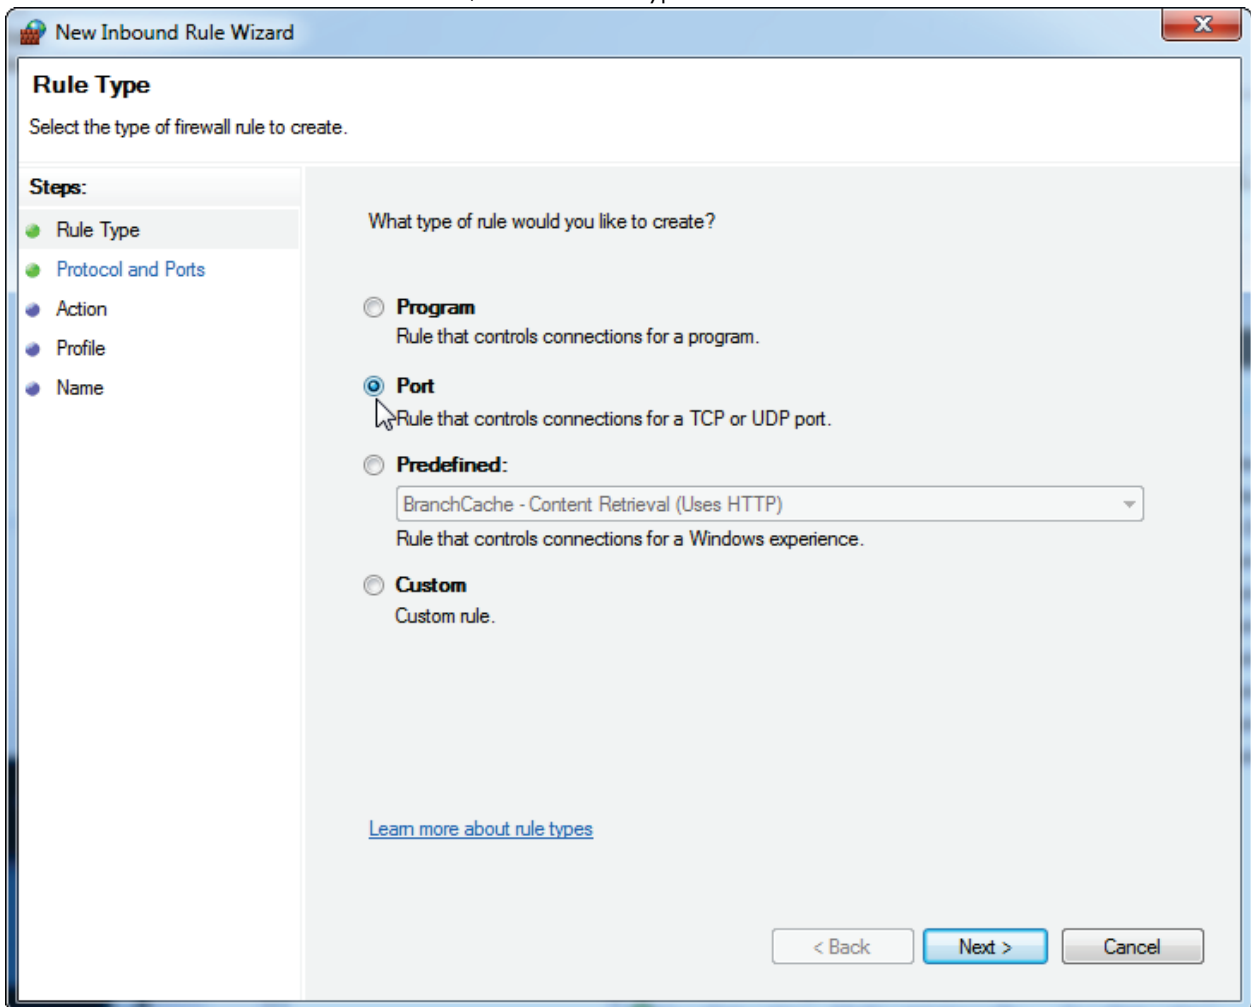 New Inbound Rule Wizard
Rule Type
Select the type of firewall rule to create.
Steps:
Rule Type
Protocol and Ports
Action
Profile
Name
What type of rule would you like to create?
Program
Rule that controls connections for a program.
Port
Rule that controls connections for a TCP or UDP port.
Predefined:
BranchCache - Content Retrieval (Uses HTTP)
Rule that controls connections for a Windows experience.
Custom
Custom rule.
Learn more about rule types
< Back
Next >
Cancel